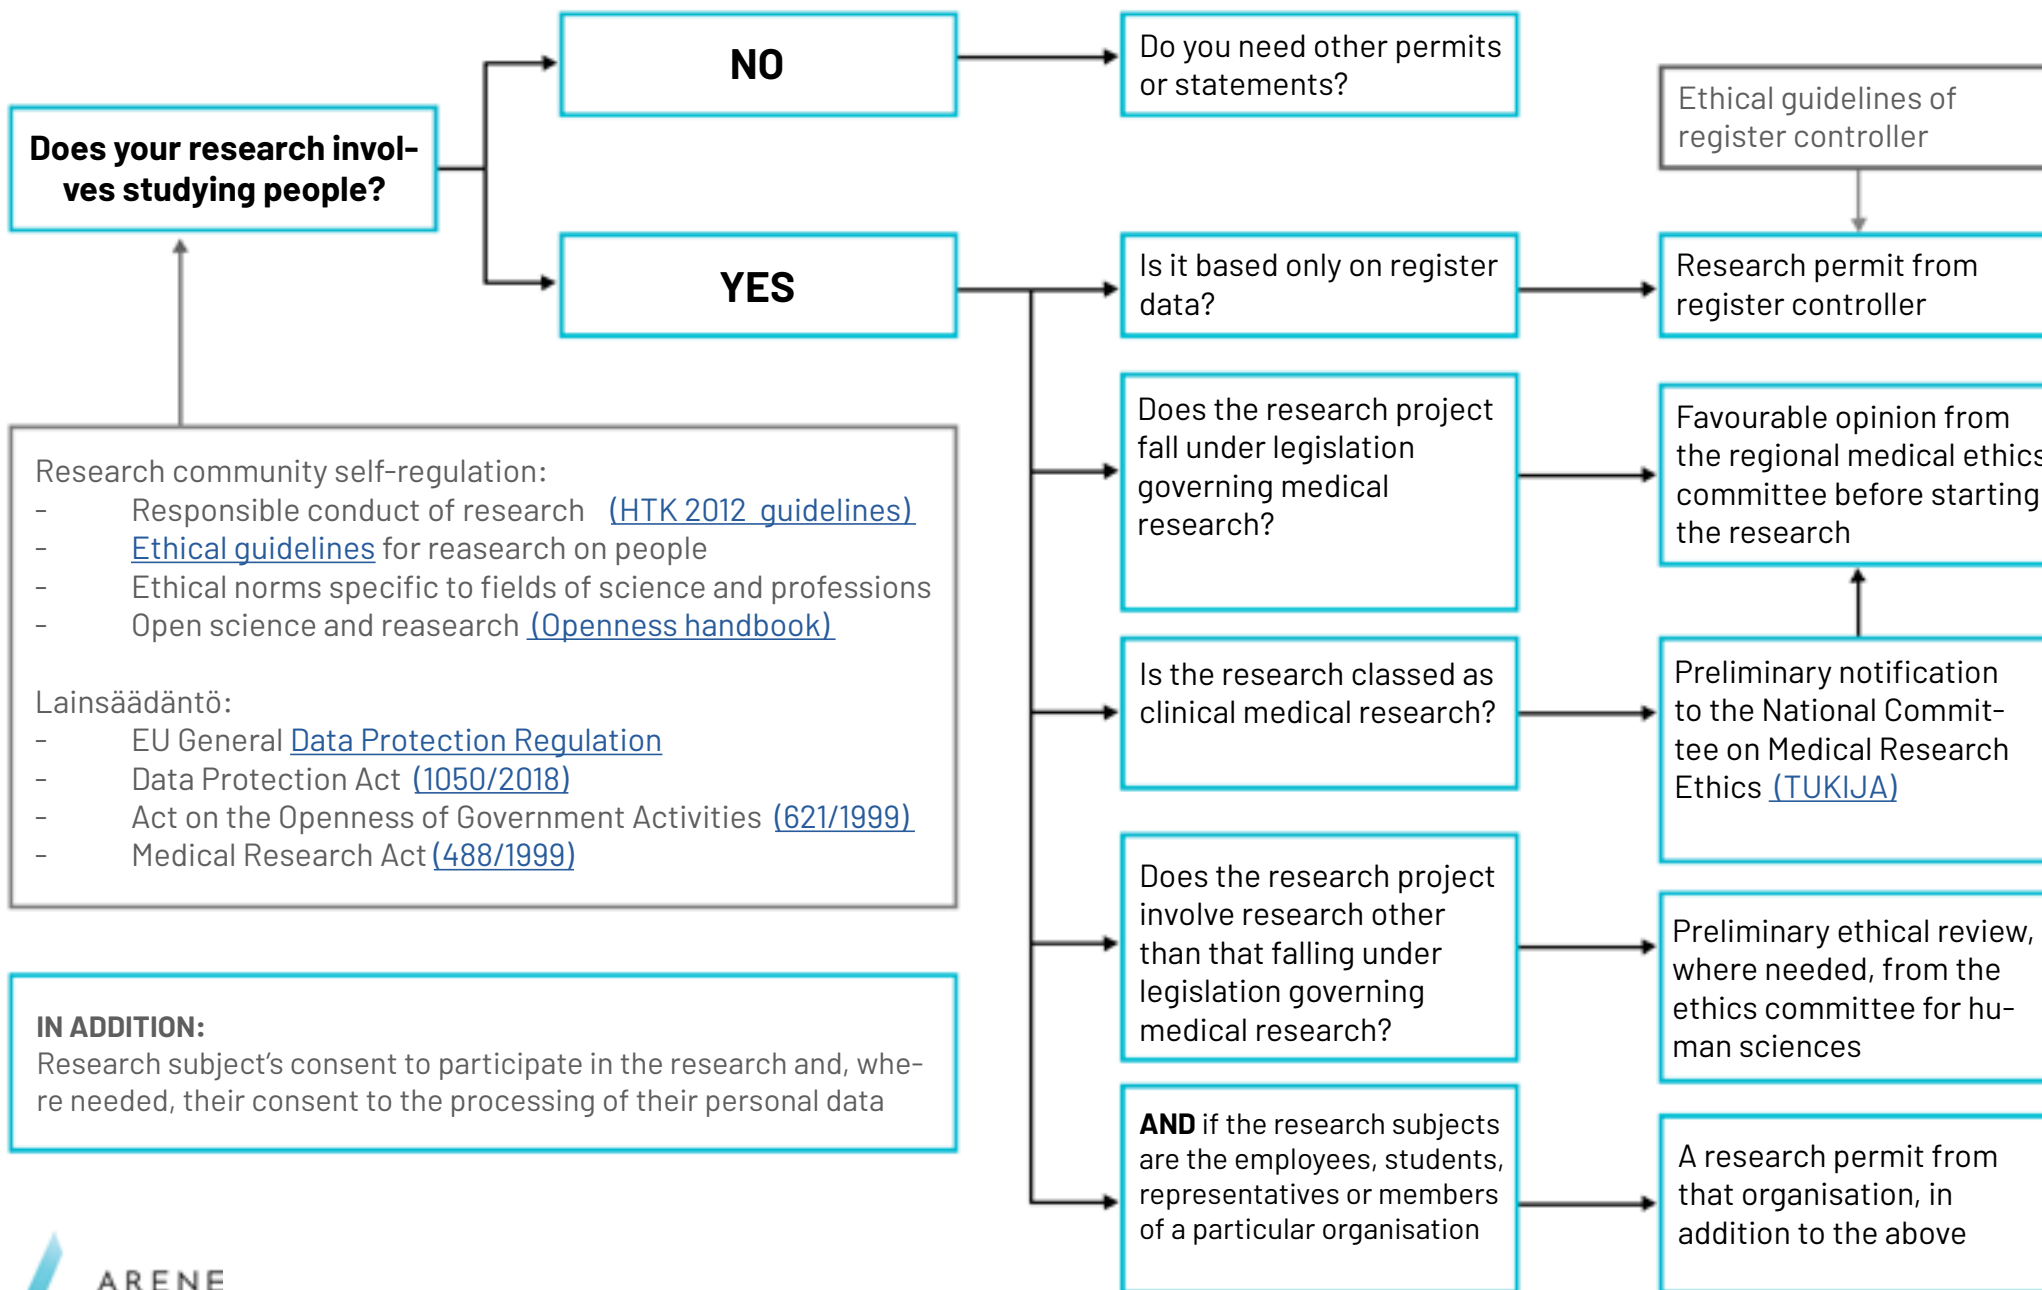 NO
Do you need other permits
or statements?
Ethical guidelines of
register controller
Does your research invol-
ves studying people?
YES
Is it based only on register
data?
Research permit from
register controller
Does the research project
fall under legislation
governing medical
research?
Favourable opinion from
the regional medical ethics
committee before starting
the research
Research community self-regulation:
- Responsible conduct of research (HTK 2012 guidelines)
- Ethical guidelines for reasearch on people
- Ethical norms specific to fields of science and professions
- Open science and reasearch (Openness handbook)
Lainsäädäntö:
- EU General Data Protection Regulation
- Data Protection Act (1050/2018)
- Act on the Openness of Government Activities (621/1999)
- Medical Research Act (488/1999)
Is the research classed as
clinical medical research?
Preliminary notification
to the National Commit-
tee on Medical Research
Ethics (TUKIJA)
Does the research project
involve research other
than that falling under
legislation governing
medical research?
Preliminary ethical review,
where needed, from the
ethics committee for hu-
man sciences
IN ADDITION:
Research subject's consent to participate in the research and, whe-
re needed, their consent to the processing of their personal data
AND if the research subjects
are the employees, students,
representatives or members
of a particular organisation
A research permit from
that organisation, in
addition to the above
ARENE